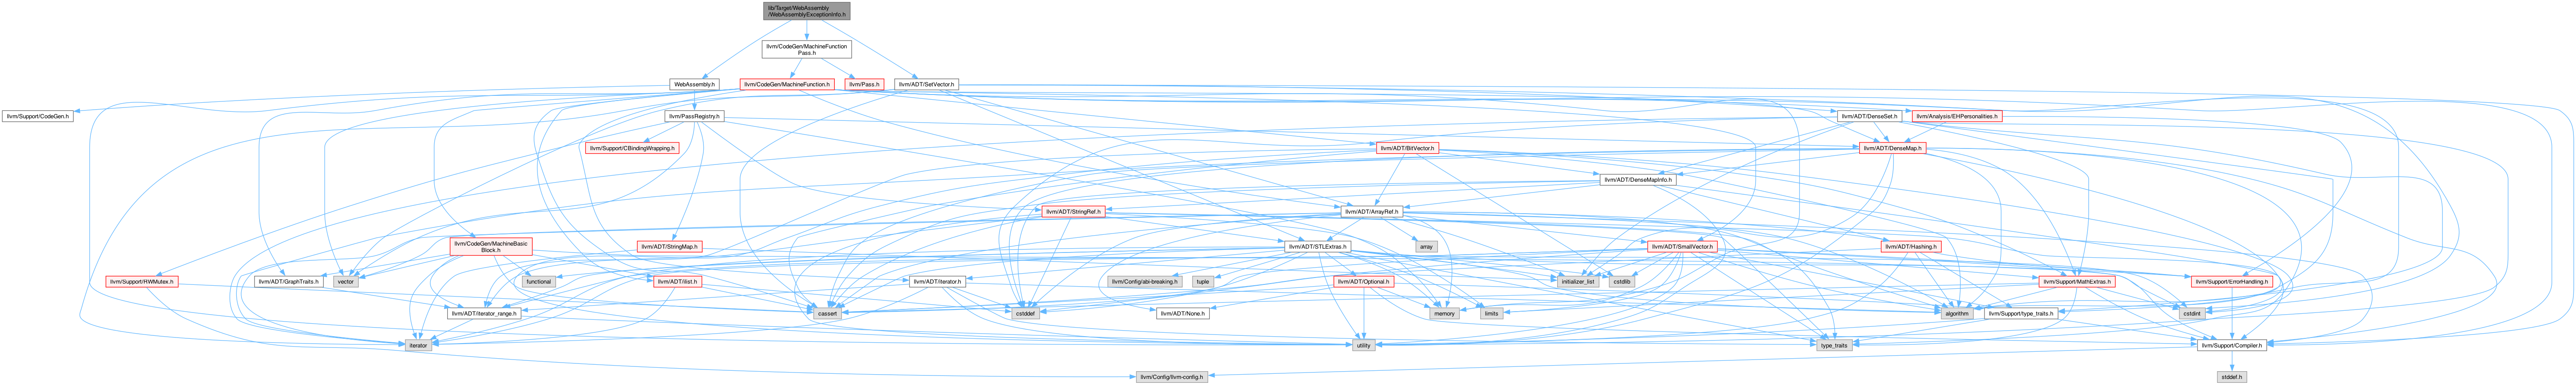 lib/Target/WebAssembly
/WebAssemblyExceptionInfo.h
llvm/CodeGen/MachineFunction
Pass.h
WebAssembly.h
llvm/CodeGen/MachineFunction.h
llvm/Pass.h
llvm/ADT/SetVector.h
llvm/Support/CodeGen.h
llvm/PassRegistry.h
llvm/ADT/DenseSet.h
llvm/Analysis/EHPersonalities.h
llvm/Support/CBindingWrapping.h
llvm/ADT/BitVector.h
llvm/ADT/DenseMap.h
llvm/ADT/DenseMapInfo.h
llvm/ADT/StringRef.h
llvm/ADT/ArrayRef.h
llvm/CodeGen/MachineBasic
Block.h
llvm/ADT/StringMap.h
llvm/ADT/STLExtras.h
array
llvm/ADT/SmallVector.h
llvm/ADT/Hashing.h
llvm/Support/RWMutex.h
llvm/ADT/GraphTraits.h
vector
functional
llvm/ADT/ilist.h
llvm/ADT/iterator.h
llvm/Config/abi-breaking.h
tuple
llvm/ADT/Optional.h
initializer_list
cstdlib
llvm/Support/MathExtras.h
llvm/Support/ErrorHandling.h
llvm/ADT/iterator_range.h
cassert
cstddef
llvm/ADT/None.h
memory
limits
algorithm
llvm/Support/type_traits.h
cstdint
iterator
utility
type_traits
llvm/Support/Compiler.h
llvm/Config/llvm-config.h
stddef.h